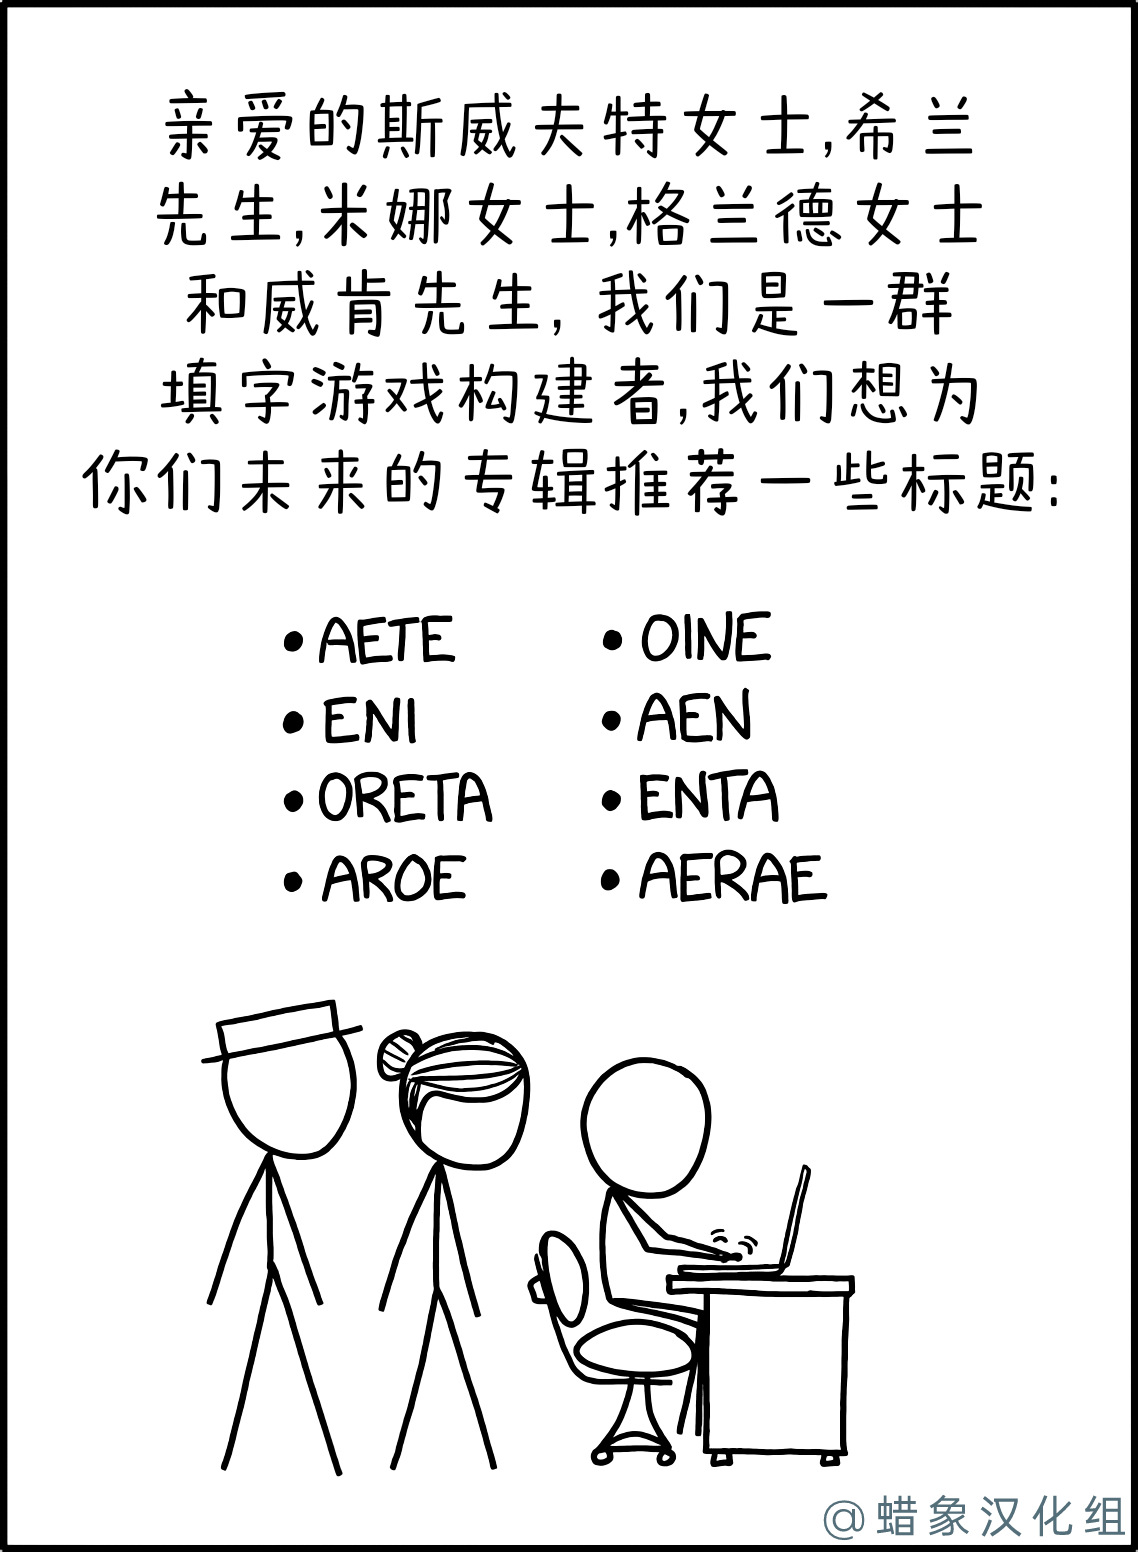 亲爱的斯威夫特女士,希兰
先生,米娜女士,格兰德女士
和威肯先生, 我们是一群
填字游戏构建者,我们想为
你们未来的专辑推荐一些标题:
• AETE
• OINE
• ENI
• AEN
• ORETA
• ENTA
• AROE
• AERAE
@蜡象汉化组